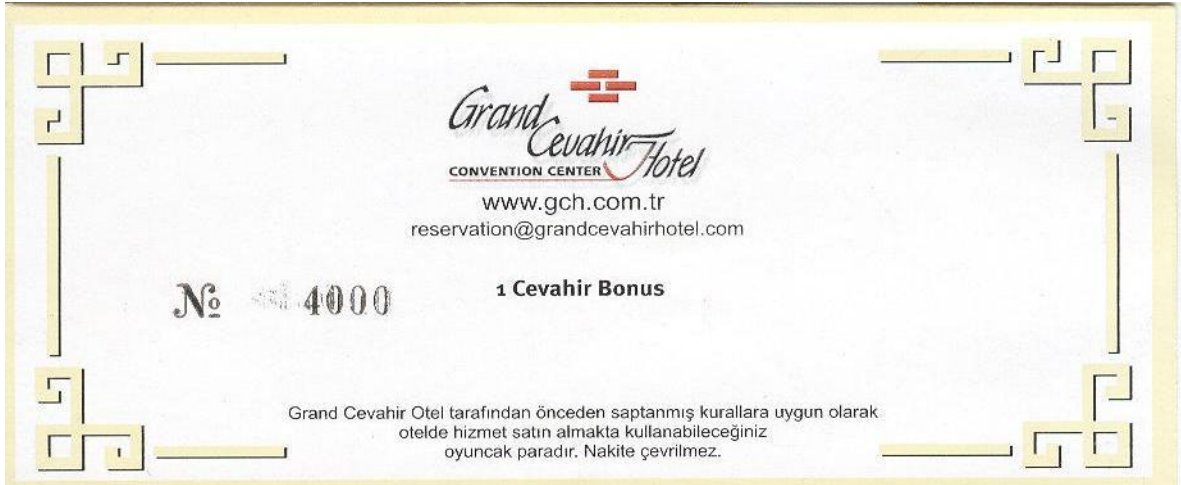 Grand
Cevahir Hotel
CONVENTION CENTER
www.gch.com.tr
reservation@grandcevahirhotel.com
№ 4000
1 Cevahir Bonus
Grand Cevahir Otel tarafından önceden saptanmış kurallara uygun olarak
otelde hizmet satın almakta kullanabileceğiniz
oyuncak paradır. Nakite çevrilmez.